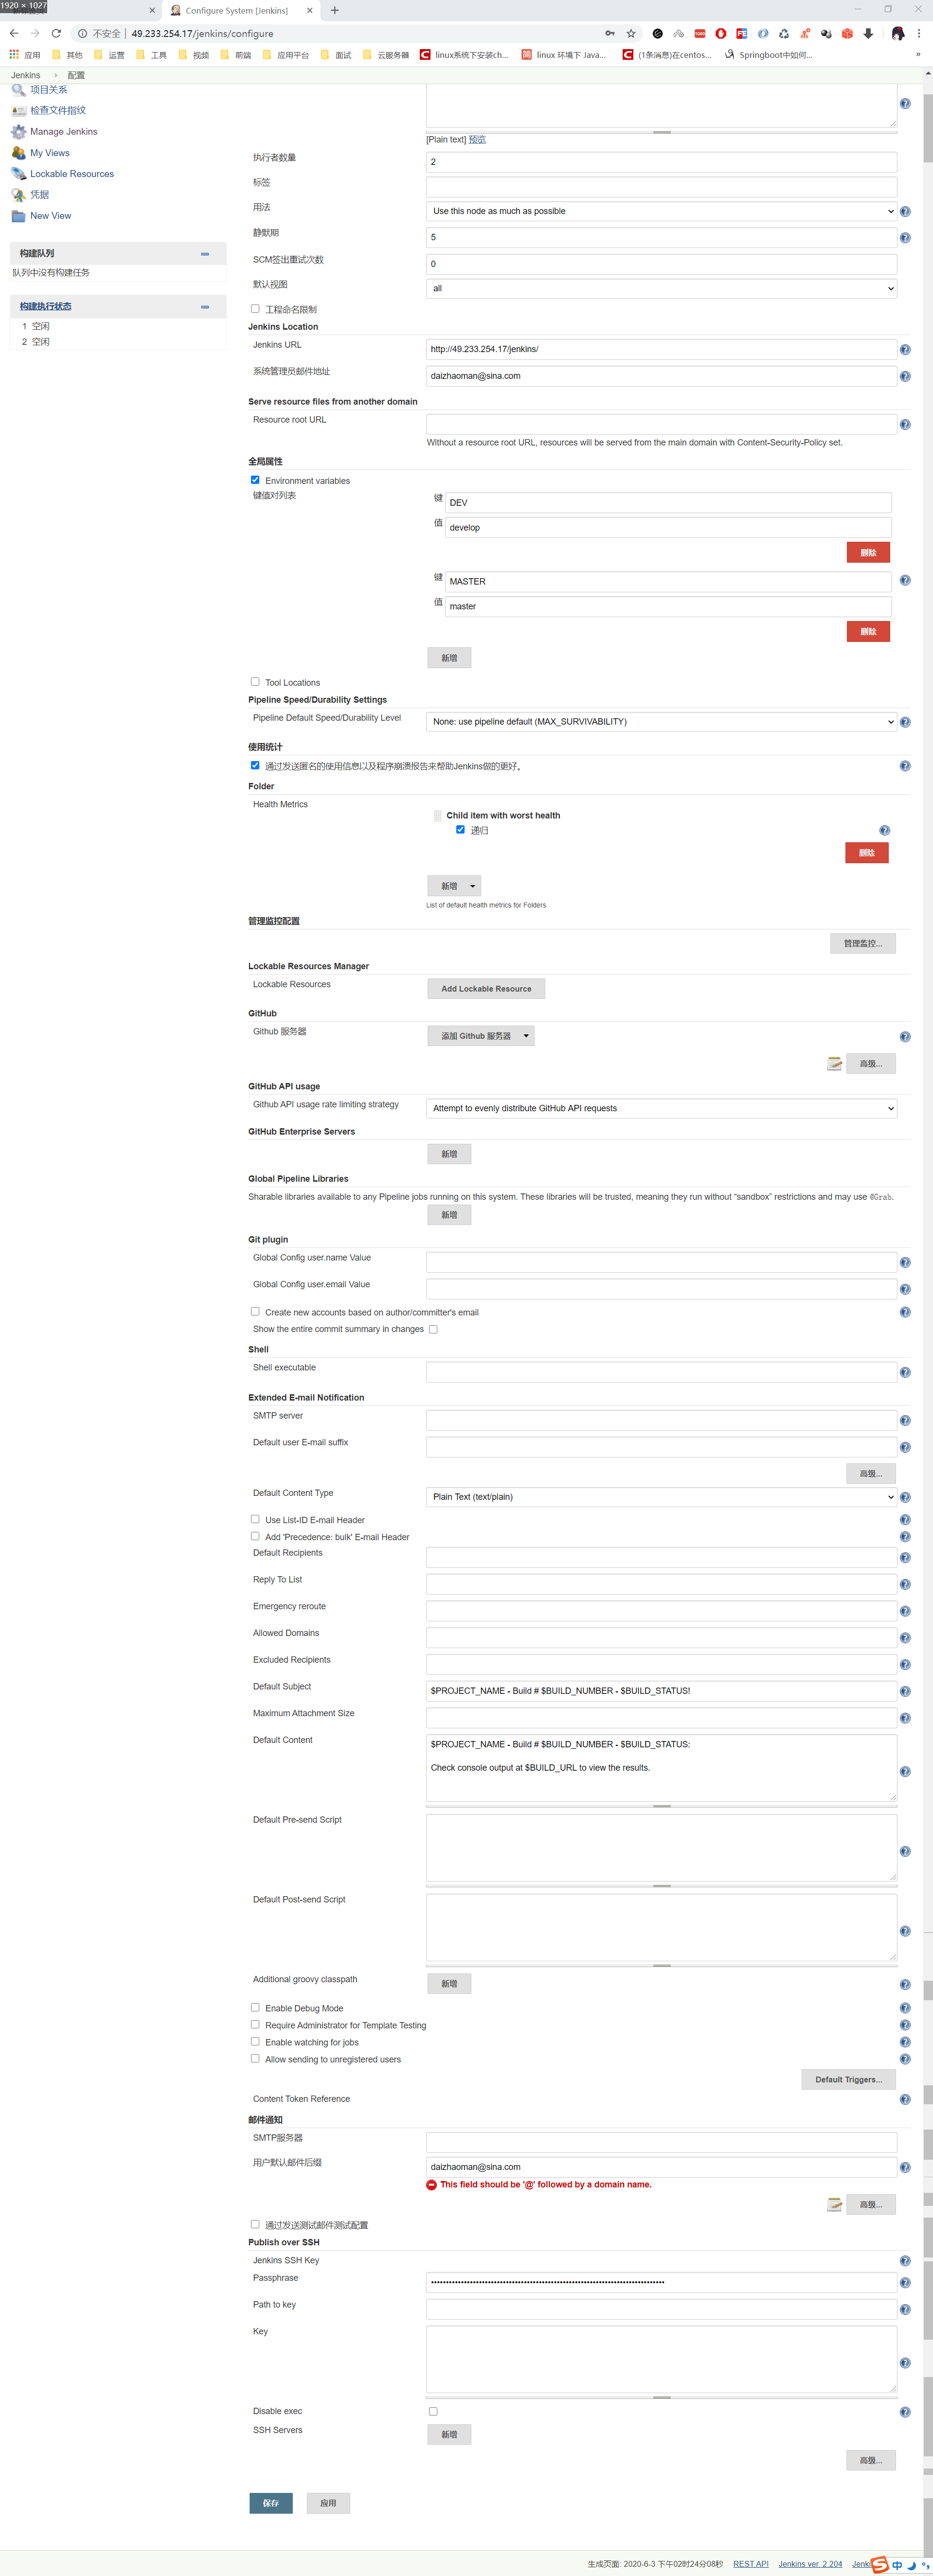 1920 × 1027
Configure System [Jenkins]
不安全 | 49.233.254.17/jenkins/configure
应用 其他 运营 工具 视频 前端 应用平台 面试 云服务器 linux系统下安装ch... linux 环境下 Java... (1条消息)在centos... Springboot中如何... »
Jenkins 配置
项目关系
检查文件指纹
Manage Jenkins
My Views
Lockable Resources
凭据
New View
构建队列
队列中没有构建任务
构建执行状态
1 空闲
2 空闲
[Plain text] 预览
执行者数量 2
标签
用法 Use this node as much as possible
静默期 5
SCM签出重试次数 0
默认视图 all
工程命名限制
Jenkins Location
Jenkins URL http://49.233.254.17/jenkins/
系统管理员邮件地址 daizhaoman@sina.com
Serve resource files from another domain
Resource root URL
Without a resource root URL, resources will be served from the main domain with Content-Security-Policy set.
全局属性
Environment variables
键值对列表 键 DEV
值 develop
删除
键 MASTER
值 master
删除
新增
Tool Locations
Pipeline Speed/Durability Settings
Pipeline Default Speed/Durability Level None: use pipeline default (MAX_SURVIVABILITY)
使用统计
通过发送匿名的使用信息以及程序崩溃报告来帮助Jenkins做的更好。
Folder
Health Metrics
Child item with worst health
递归
删除
新增
List of default health metrics for Folders
管理监控配置
管理监控...
Lockable Resources Manager
Lockable Resources Add Lockable Resource
GitHub
Github 服务器 添加 Github 服务器
高级...
GitHub API usage
Github API usage rate limiting strategy Attempt to evenly distribute GitHub API requests
GitHub Enterprise Servers
新增
Global Pipeline Libraries
Sharable libraries available to any Pipeline jobs running on this system. These libraries will be trusted, meaning they run without “sandbox” restrictions and may use @Grab.
新增
Git plugin
Global Config user.name Value
Global Config user.email Value
Create new accounts based on author/committer's email
Show the entire commit summary in changes
Shell
Shell executable
Extended E-mail Notification
SMTP server
Default user E-mail suffix
高级...
Default Content Type Plain Text (text/plain)
Use List-ID E-mail Header
Add 'Precedence: bulk' E-mail Header
Default Recipients
Reply To List
Emergency reroute
Allowed Domains
Excluded Recipients
Default Subject $PROJECT_NAME - Build # $BUILD_NUMBER - $BUILD_STATUS!
Maximum Attachment Size
Default Content $PROJECT_NAME - Build # $BUILD_NUMBER - $BUILD_STATUS:
Check console output at $BUILD_URL to view the results.
Default Pre-send Script
Default Post-send Script
Additional groovy classpath 新增
Enable Debug Mode
Require Administrator for Template Testing
Enable watching for jobs
Allow sending to unregistered users
Default Triggers...
Content Token Reference
邮件通知
SMTP服务器
用户默认邮件后缀 daizhaoman@sina.com
This field should be '@' followed by a domain name.
高级...
通过发送测试邮件测试配置
Publish over SSH
Jenkins SSH Key
Passphrase
Path to key
Key
Disable exec
SSH Servers 新增
高级...
保存 应用
生成页面: 2020-6-3 下午02时24分08秒 REST API Jenkins ver. 2.204 Jenki
中